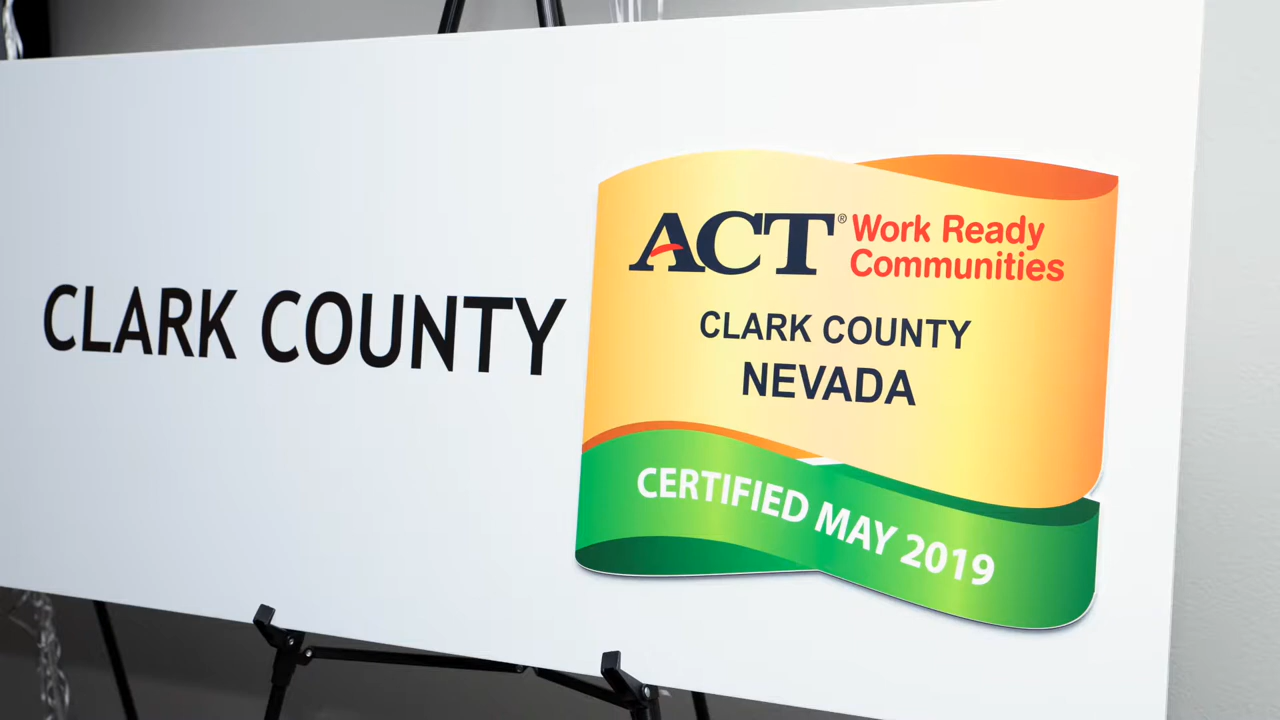 CLARK COUNTY
ACT® Work Ready
Communities
CLARK COUNTY
NEVADA
CERTIFIED MAY 2019